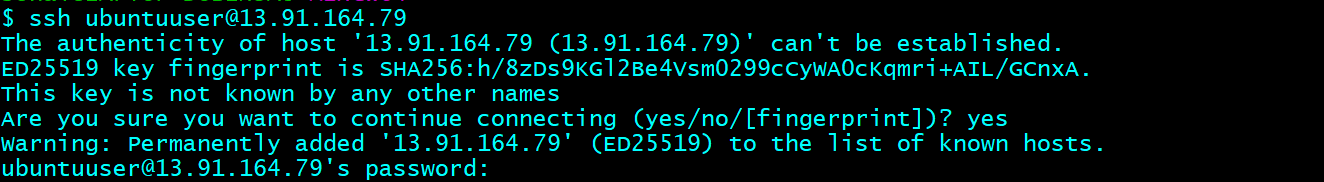 $ ssh ubuntuuser@13.91.164.79
The authenticity of host '13.91.164.79 (13.91.164.79)' can't be established.
ED25519 key fingerprint is SHA256:h/8zDs9KGl2Be4VsmO299cCyWAOcKqmri+AIL/GCnxA.
This key is not known by any other names
Are you sure you want to continue connecting (yes/no/[fingerprint])? yes
Warning: Permanently added '13.91.164.79' (ED25519) to the list of known hosts.
ubuntuuser@13.91.164.79's password: